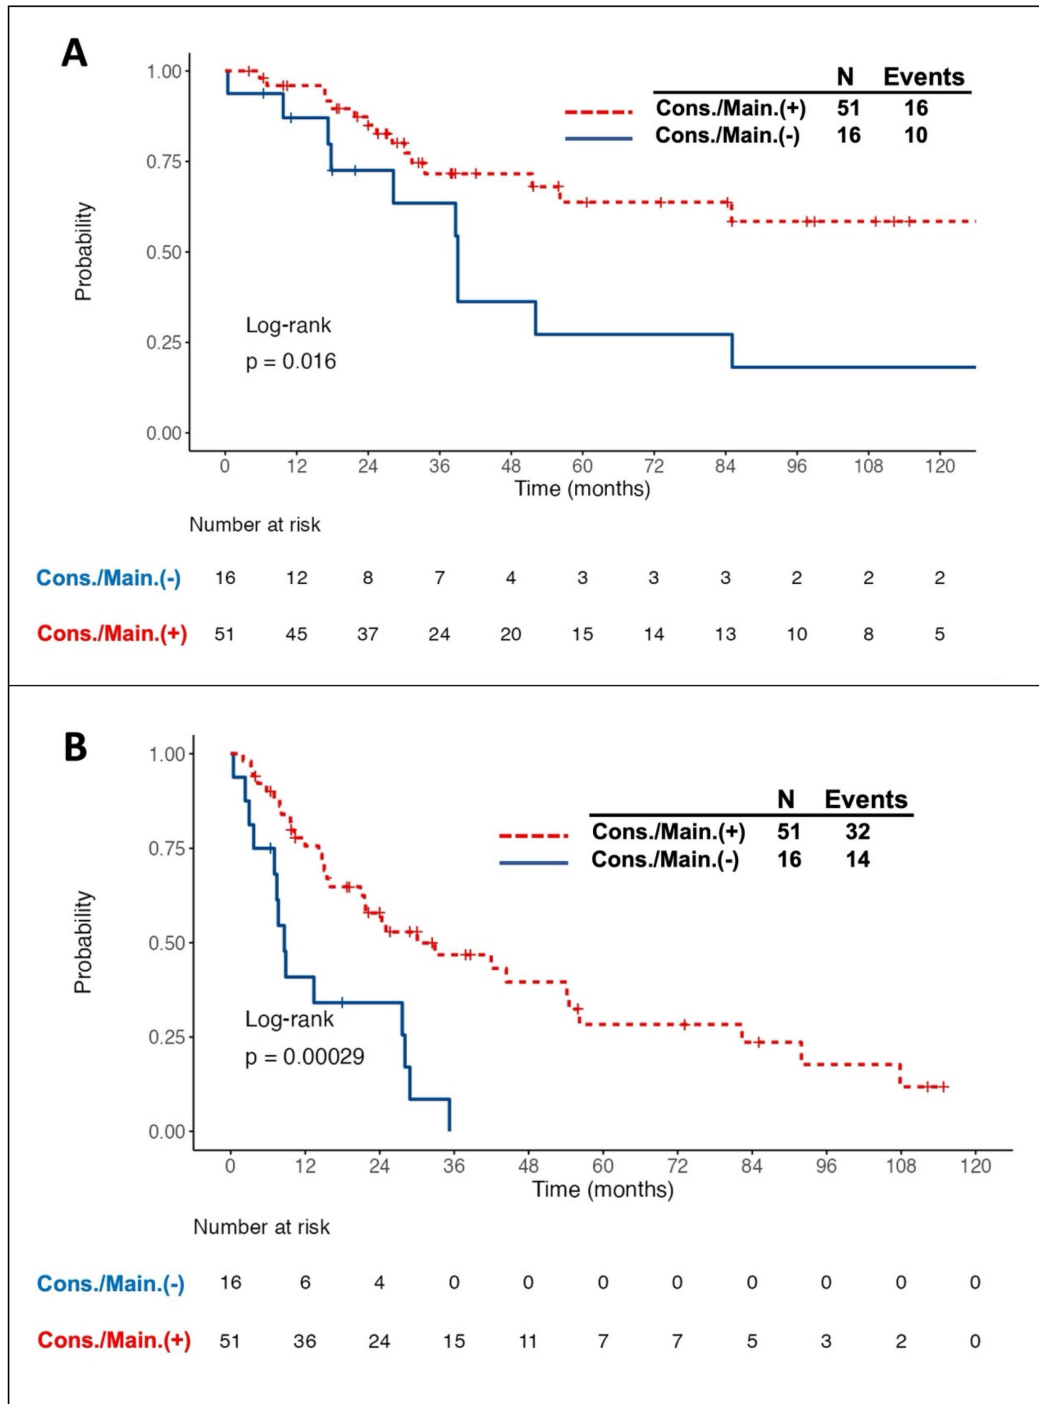 A
N Events
Cons./Main.(+) 51 16
Cons./Main.(-) 16 10
1.00
0.75
0.50
0.25
0.00
Probability
Log-rank
p = 0.016
0 12 24 36 48 60 72 84 96 108 120
Time (months)
Number at risk
Cons./Main.(-) 16 12 8 7 4 3 3 3 2 2 2
Cons./Main.(+) 51 45 37 24 20 15 14 13 10 8 5
B
N Events
Cons./Main.(+) 51 32
Cons./Main.(-) 16 14
1.00
0.75
0.50
0.25
0.00
Probability
Log-rank
p = 0.00029
0 12 24 36 48 60 72 84 96 108 120
Time (months)
Number at risk
Cons./Main.(-) 16 6 4 0 0 0 0 0 0 0 0
Cons./Main.(+) 51 36 24 15 11 7 7 5 3 2 0